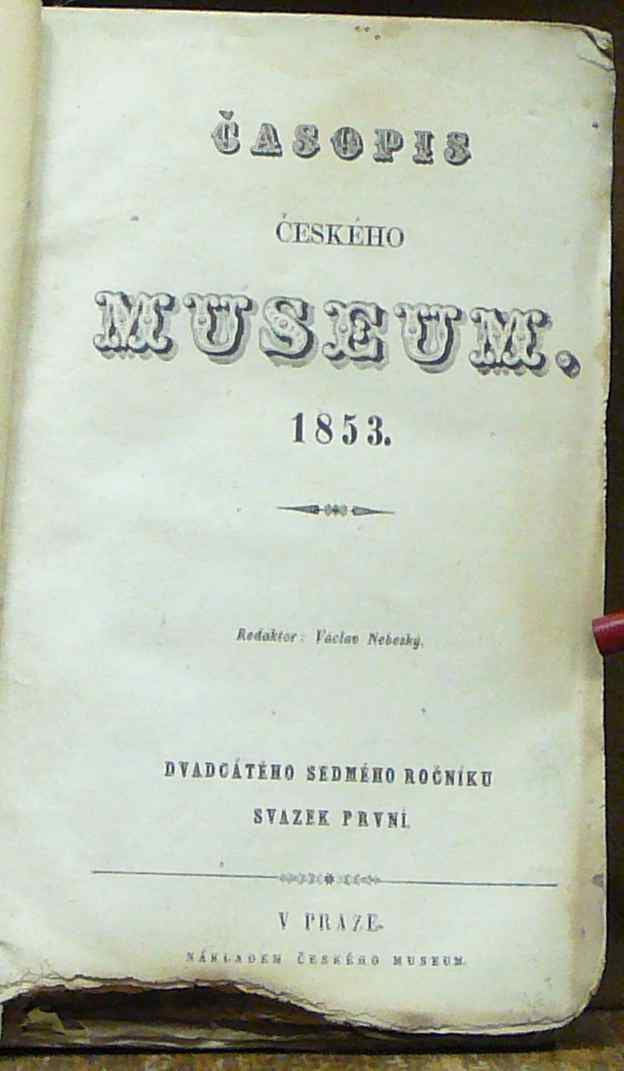 ČASOPIS
ČESKÉHO
MUSEUM.
1853.
Redaktor: Václav Nebeský.
DVADCÁTÉHO SEDMÉHO ROČNÍKU
SVAZEK PRVNÍ.
V PRAZE.
NÁKLADEM ČESKÉHO MUSEUM.